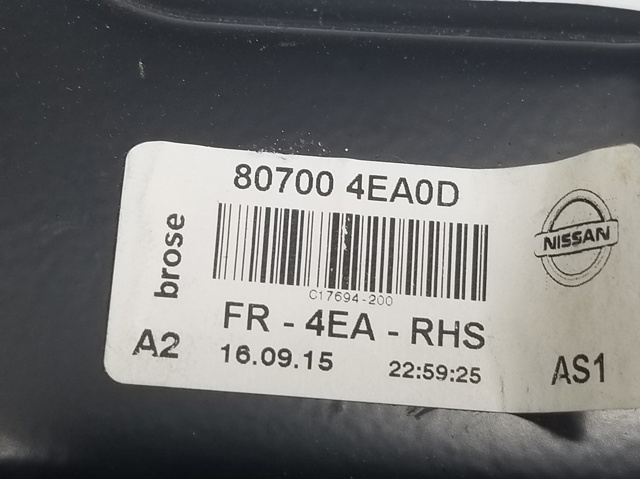 80700 4EA0D
brose
C17694-200
NISSAN
FR - 4EA - RHS
A2
16.09.15 22:59:25
AS1